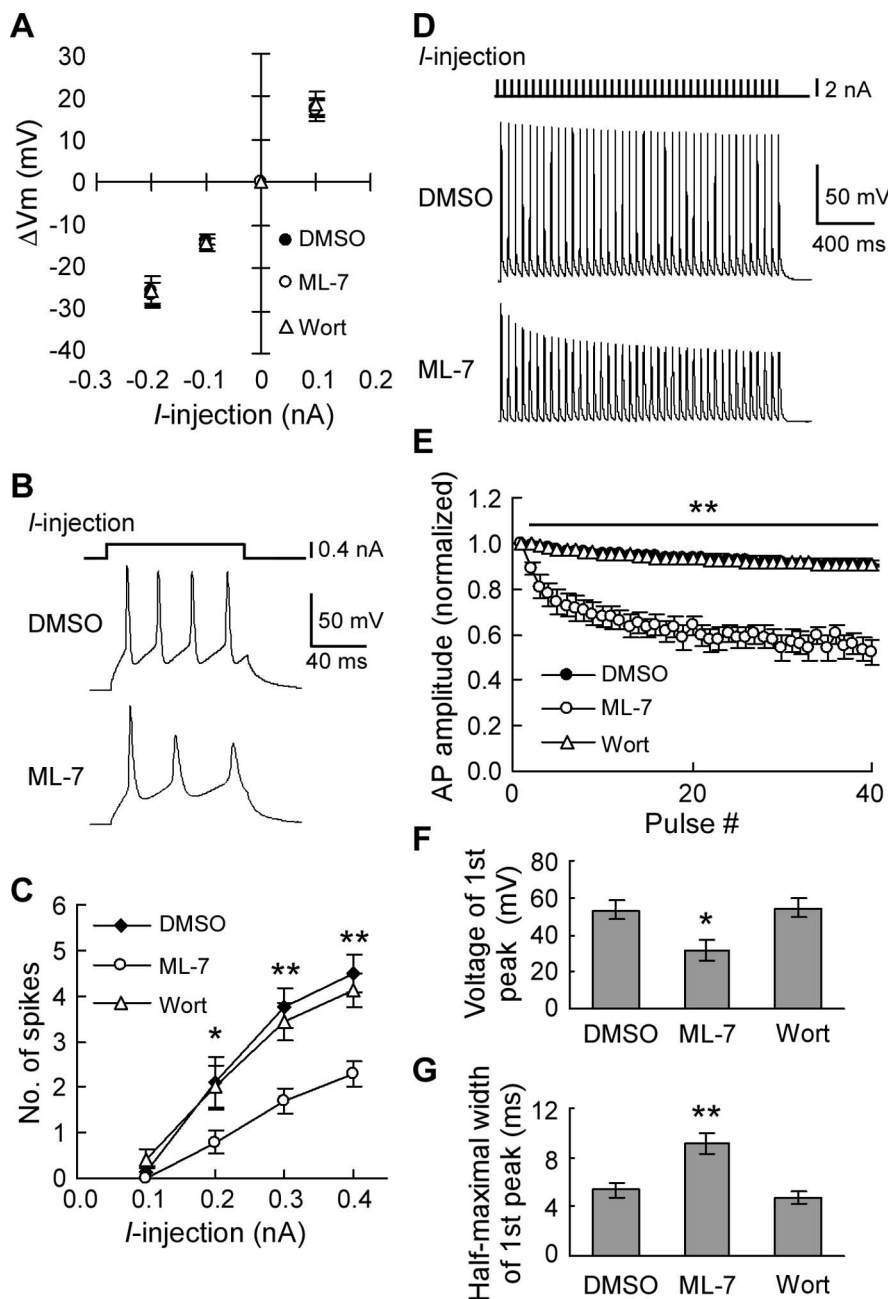 A
30
20
10
0
-10
-20
-30
-40
ΔVm (mV)
DMSO
ML-7
Wort
-0.3 -0.2 -0.1 0 0.1 0.2
I-injection (nA)
B
I-injection
0.4 nA
DMSO
50 mV
40 ms
ML-7
C
6
5
4
3
2
1
0
No. of spikes
DMSO
ML-7
Wort
*
**
**
0.0 0.1 0.2 0.3 0.4
I-injection (nA)
D
I-injection
2 nA
DMSO
50 mV
400 ms
ML-7
E
1.2
1.0
0.8
0.6
0.4
0.2
0.0
AP amplitude (normalized)
**
DMSO
ML-7
Wort
0 20 40
Pulse #
F
80
60
40
20
0
Voltage of 1st
peak (mV)
*
DMSO ML-7 Wort
G
12
8
4
0
Half-maximal width
of 1st peak (ms)
**
DMSO ML-7 Wort